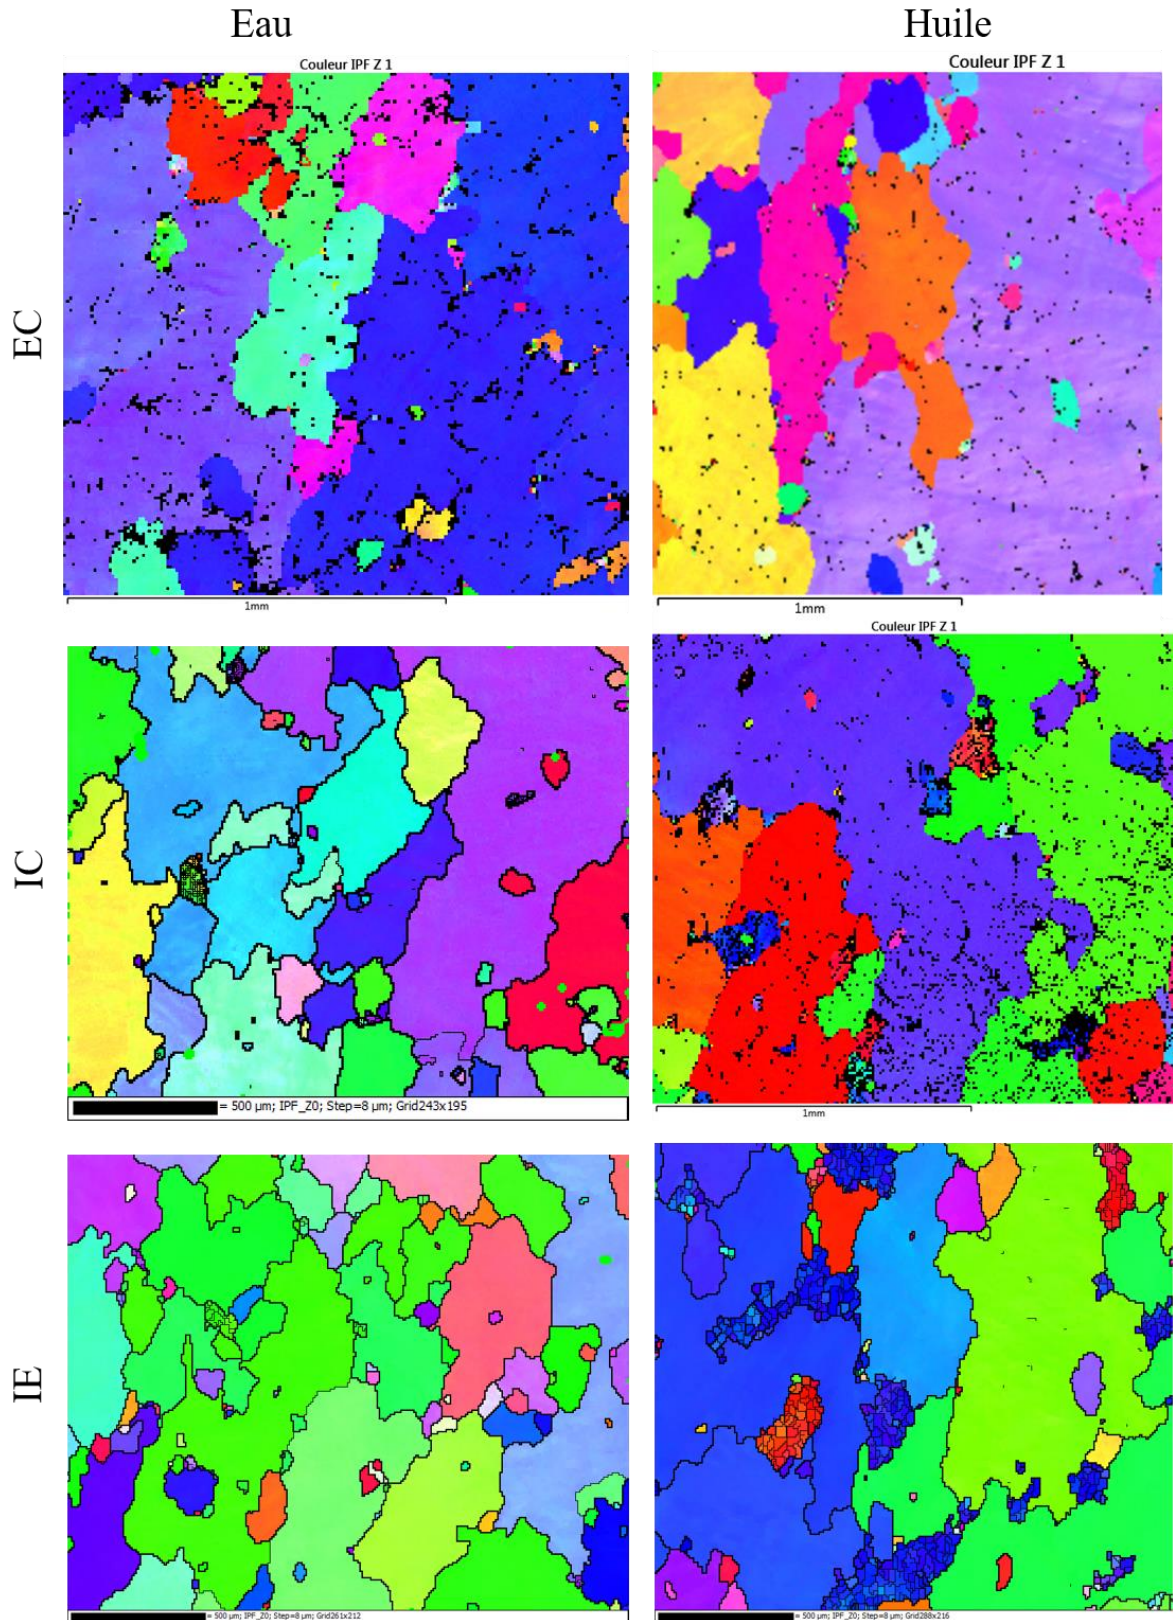 Eau
Huile
Couleur IPF Z 1
Couleur IPF Z 1
EC
1mm
1mm
Couleur IPF Z 1
IC
= 500 µm; IPF_Z0; Step=8 µm; Grid243x195
1mm
IE
= 500 µm; IPF_Z0; Step=8 µm; Grid261x212
= 500 µm; IPF_Z0; Step=8 µm; Grid288x216